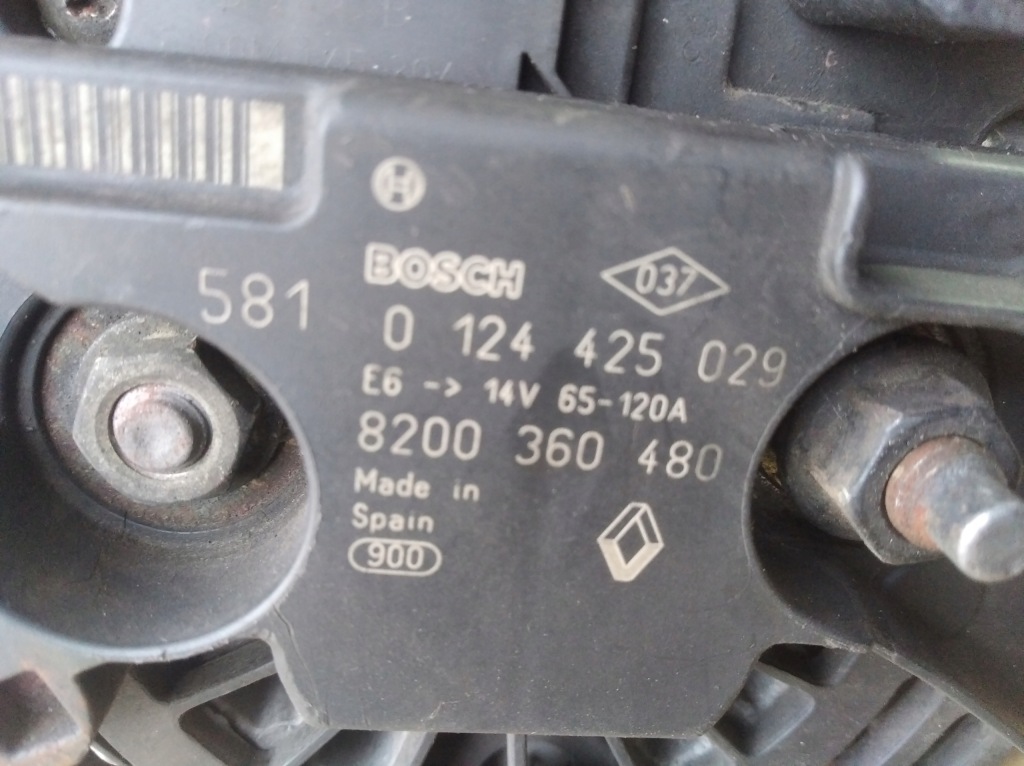 BOSCH
037
581
0 124 425 029
E6 -> 14V 65-120A
8200 360 480
Made in
Spain
900